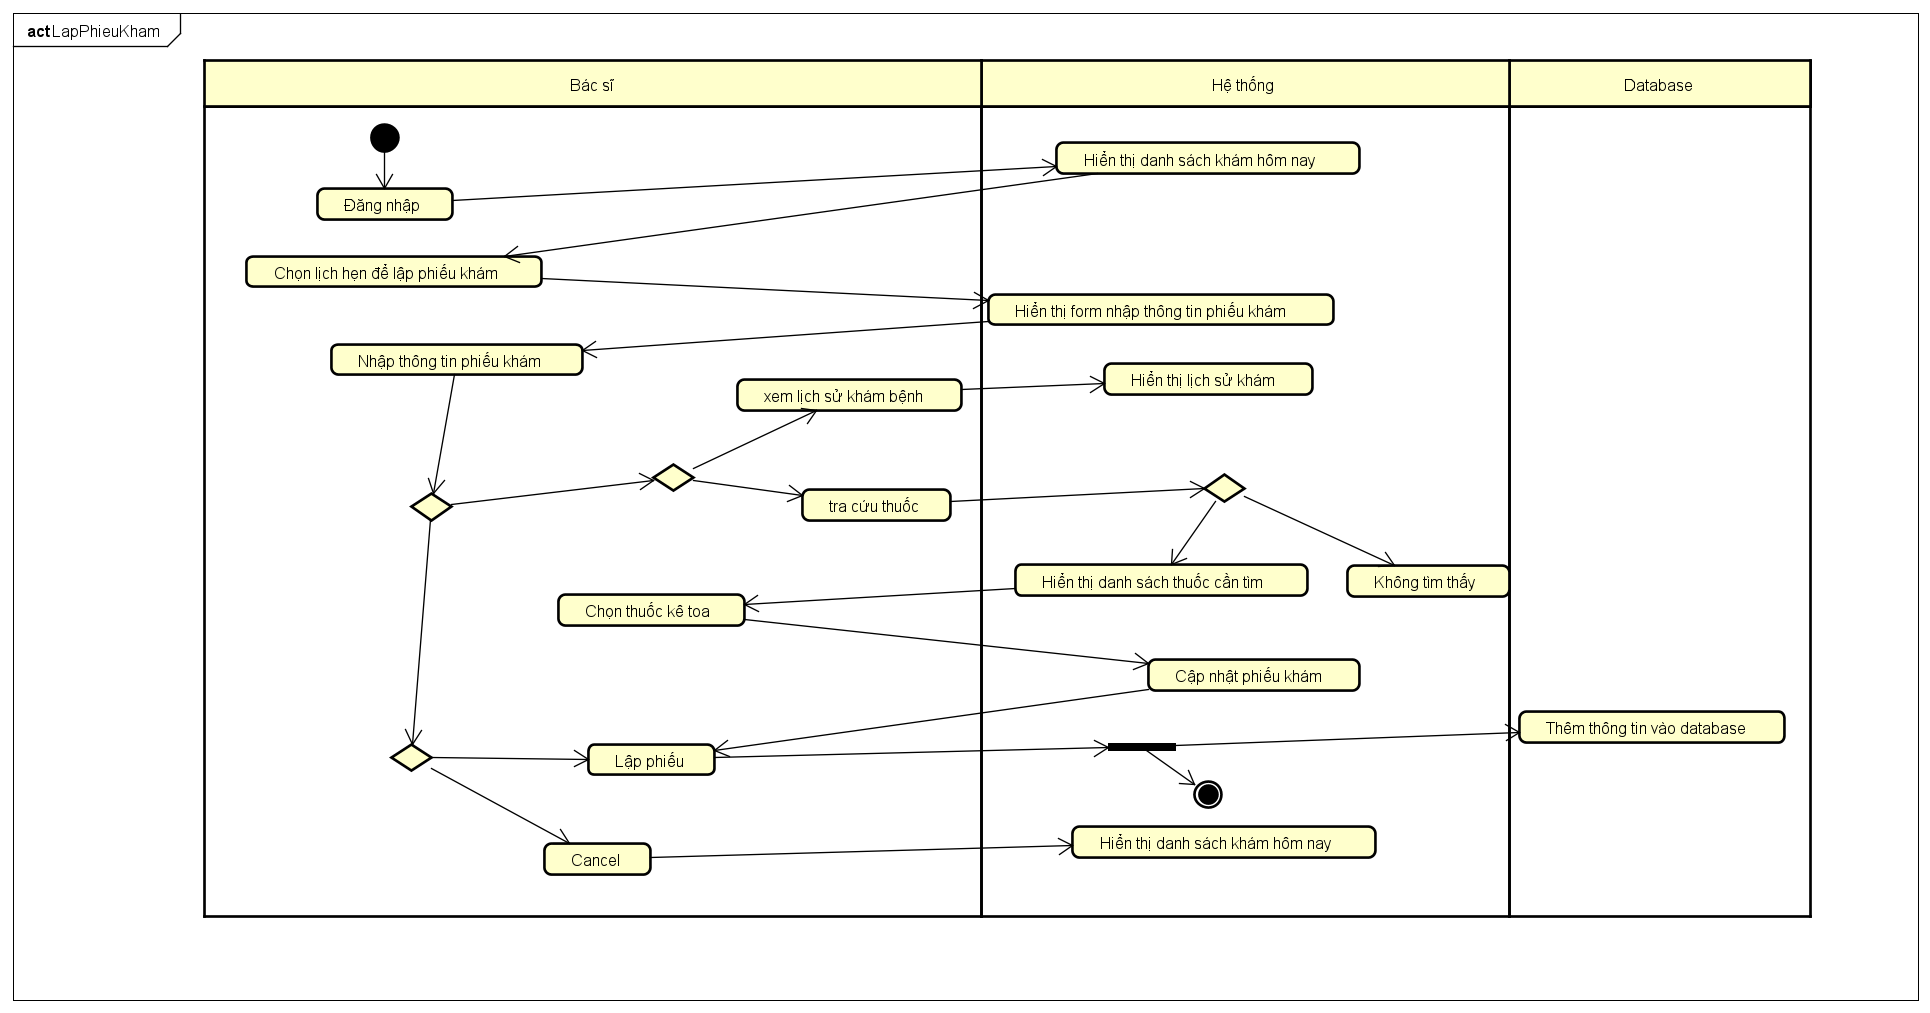 act LapPhieuKham
Bác sĩ
Hệ thống
Database
Hiển thị danh sách khám hôm nay
Đăng nhập
Chọn lịch hẹn để lập phiếu khám
Hiển thị form nhập thông tin phiếu khám
Nhập thông tin phiếu khám
Hiển thị lịch sử khám
xem lịch sử khám bệnh
tra cứu thuốc
Hiển thị danh sách thuốc cần tìm
Không tìm thấy
Chọn thuốc kê toa
Cập nhật phiếu khám
Thêm thông tin vào database
Lập phiếu
Hiển thị danh sách khám hôm nay
Cancel